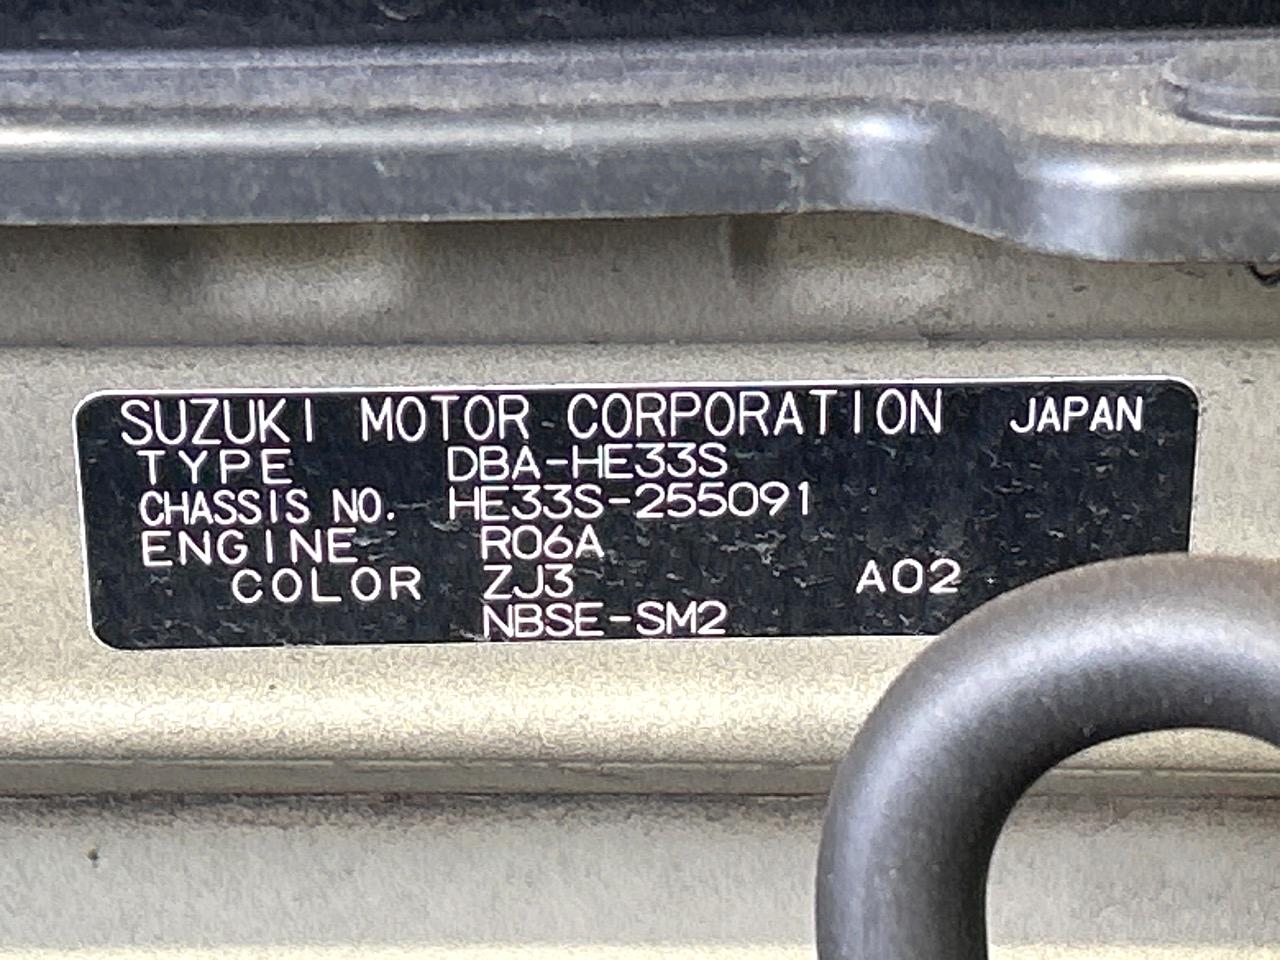 SUZUKI MOTOR CORPORATION JAPAN
TYPE DBA-HE33S
CHASSIS NO. HE33S-255091
ENGINE R06A
COLOR ZJ3 A02
NBSE-SM2